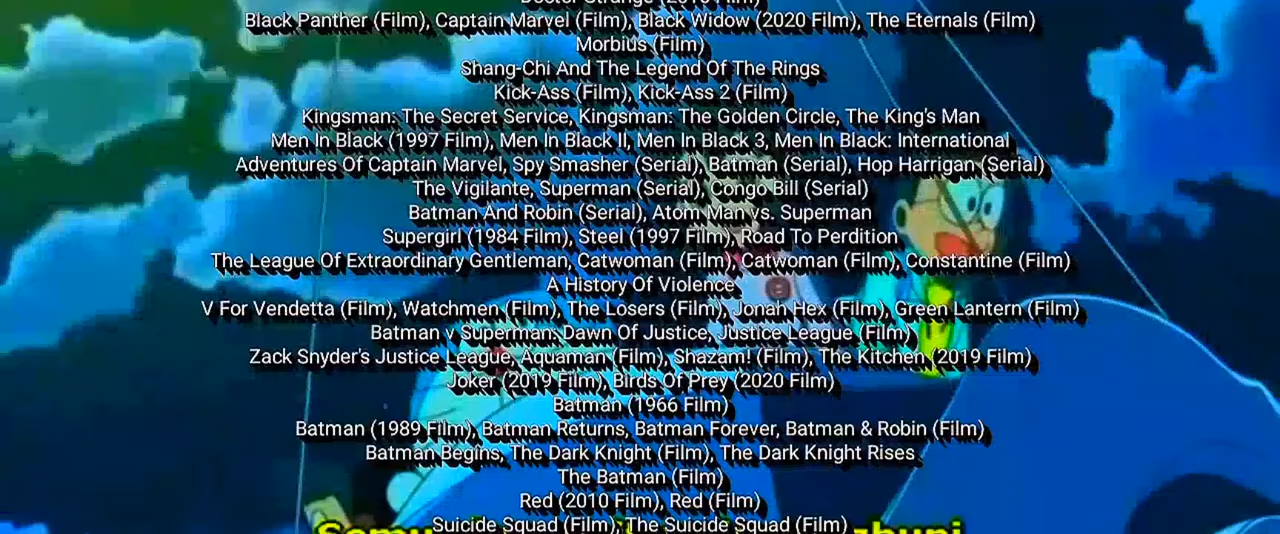 Black Panther (Film), Captain Marvel (Film), Black Widow (2020 Film), The Eternals (Film)
Morbius (Film)
Shang-Chi And The Legend Of The Rings
Kick-Ass (Film), Kick-Ass 2 (Film)
Kingsman: The Secret Service, Kingsman: The Golden Circle, The King's Man
Men In Black (1997 Film), Men In Black II, Men In Black 3, Men In Black: International
Adventures Of Captain Marvel, Spy Smasher (Serial), Batman (Serial), Hop Harrigan (Serial)
The Vigilante, Superman (Serial), Congo Bill (Serial)
Batman And Robin (Serial), Atom Man vs. Superman
Supergirl (1984 Film), Steel (1997 Film), Road To Perdition
The League Of Extraordinary Gentleman, Catwoman (Film), Catwoman (Film), Constantine (Film)
A History Of Violence
V For Vendetta (Film), Watchmen (Film), The Losers (Film), Jonah Hex (Film), Green Lantern (Film)
Batman v Superman: Dawn Of Justice, Justice League (Film)
Zack Snyder's Justice League, Aquaman (Film), Shazam! (Film), The Kitchen (2019 Film)
Joker (2019 Film), Birds Of Prey (2020 Film)
Batman (1966 Film)
Batman (1989 Film), Batman Returns, Batman Forever, Batman & Robin (Film)
Batman Begins, The Dark Knight (Film), The Dark Knight Rises
The Batman (Film)
Red (2010 Film), Red (Film)
Suicide Squad (Film), The Suicide Squad (Film)